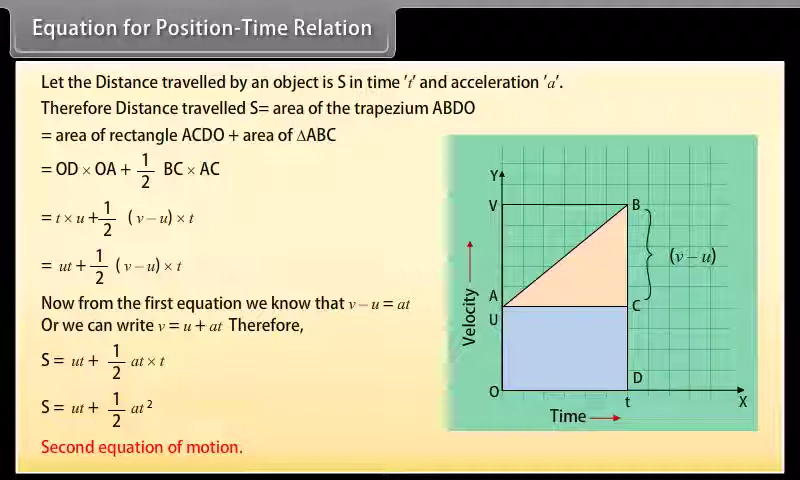 Equation for Position-Time Relation
Let the Distance travelled by an object is S in time 't' and acceleration 'a'.
Therefore Distance travelled S= area of the trapezium ABDO
= area of rectangle ACDO + area of ΔABC
= OD × OA + 1/2 BC × AC
= t × u + 1/2 (v – u) × t
= ut + 1/2 (v – u) × t
Now from the first equation we know that v – u = at
Or we can write v = u + at Therefore,
S = ut + 1/2 at × t
S = ut + 1/2 at²
Second equation of motion.
Y
V
B
(v – u)
A
U
C
Velocity
D
O
t
X
Time